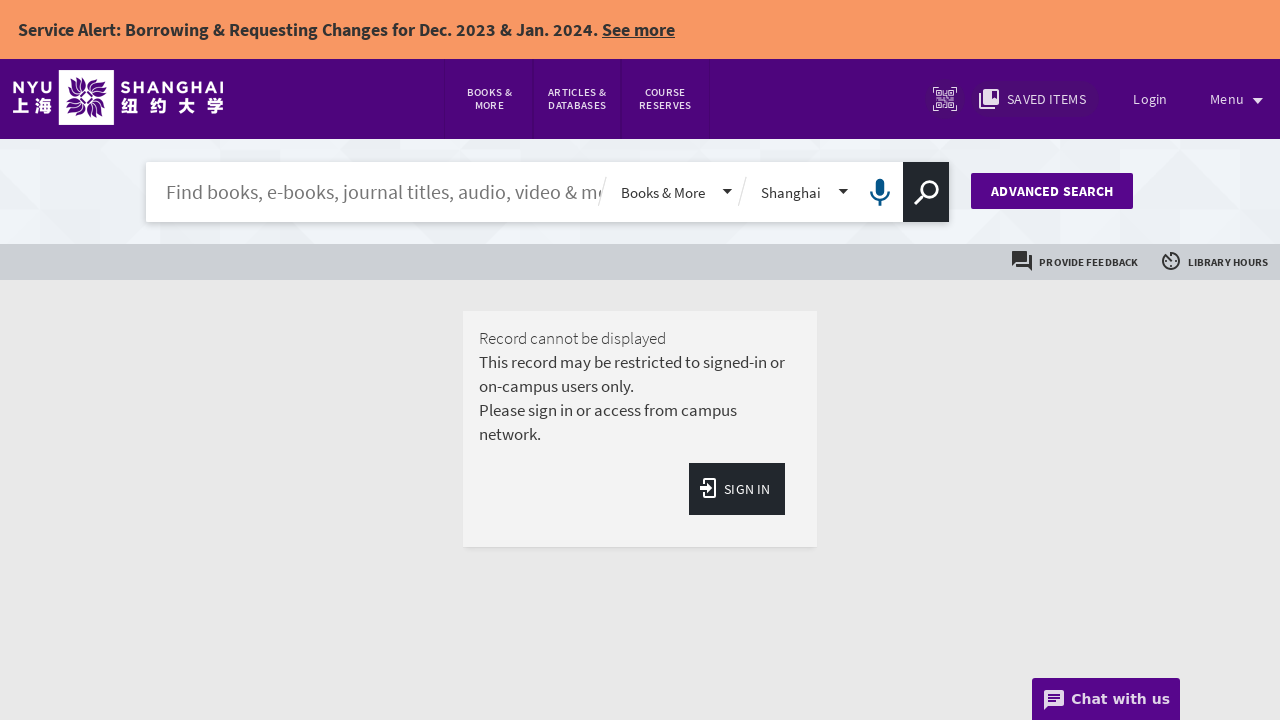 Service Alert: Borrowing & Requesting Changes for Dec. 2023 & Jan. 2024. See more
NYU SHANGHAI
上海 纽约大学
BOOKS &
MORE
ARTICLES &
DATABASES
COURSE
RESERVES
SAVED ITEMS
Login
Menu
Find books, e-books, journal titles, audio, video & mo
Books & More
Shanghai
ADVANCED SEARCH
PROVIDE FEEDBACK
LIBRARY HOURS
Record cannot be displayed
This record may be restricted to signed-in or
on-campus users only.
Please sign in or access from campus
network.
SIGN IN
Chat with us